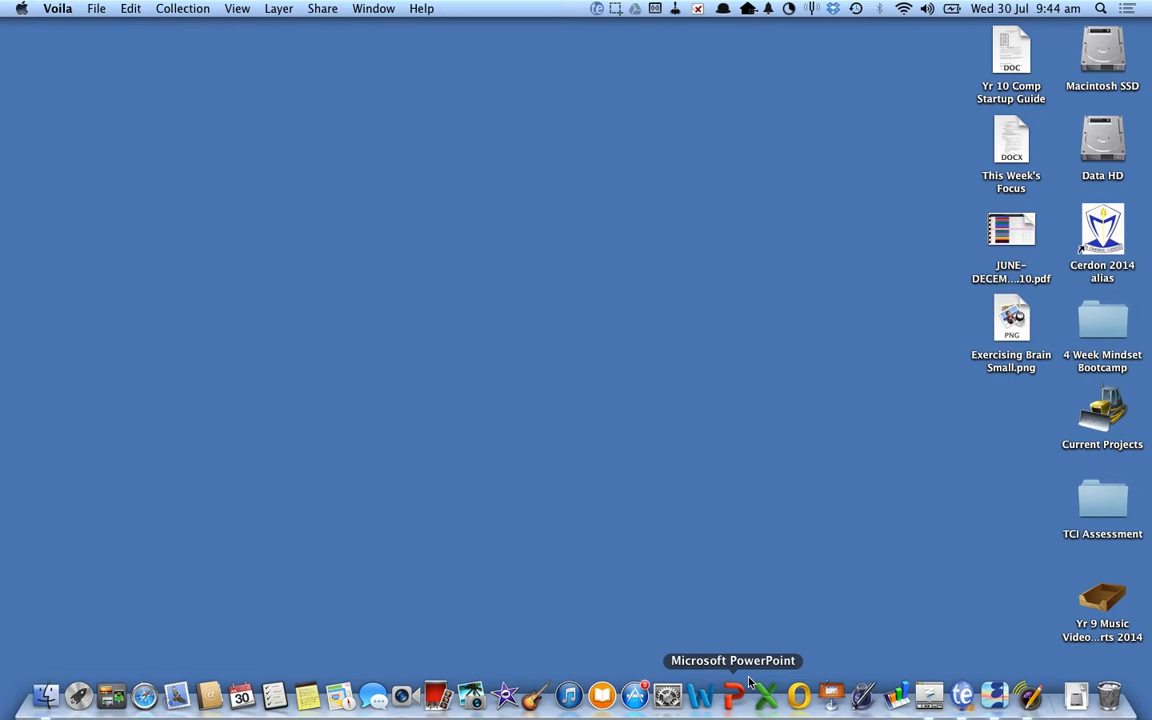 Voila File Edit Collection View Layer Share Window Help Wed 30 Jul 9:44 am
DOC
Yr 10 Comp
Startup Guide
Macintosh SSD
DOCX
This Week's
Focus
Data HD
JUNE-
DECEM....10.pdf
Cerdon 2014
alias
PNG
Exercising Brain
Small.png
4 Week Mindset
Bootcamp
Current Projects
TCI Assessment
Yr 9 Music
Video...rts 2014
Microsoft PowerPoint
30